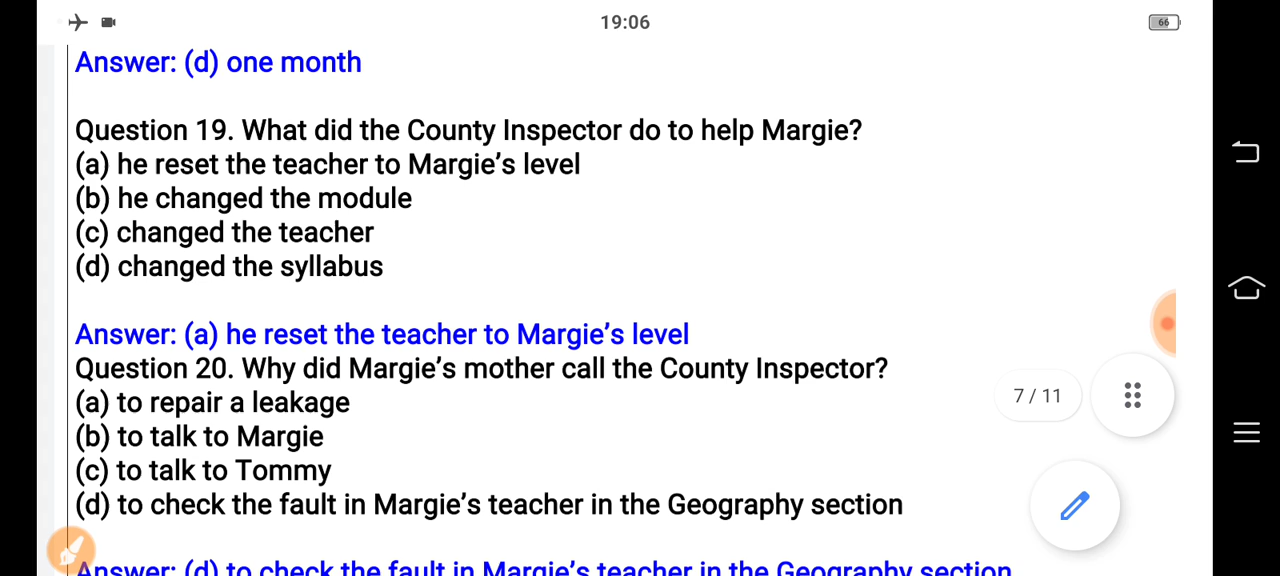 19:06
66
Answer: (d) one month
Question 19. What did the County Inspector do to help Margie?
(a) he reset the teacher to Margie’s level
(b) he changed the module
(c) changed the teacher
(d) changed the syllabus
Answer: (a) he reset the teacher to Margie’s level
Question 20. Why did Margie’s mother call the County Inspector?
(a) to repair a leakage
7 / 11
(b) to talk to Margie
(c) to talk to Tommy
(d) to check the fault in Margie’s teacher in the Geography section
Answer: (d) to check the fault in Margie’s teacher in the Geography section